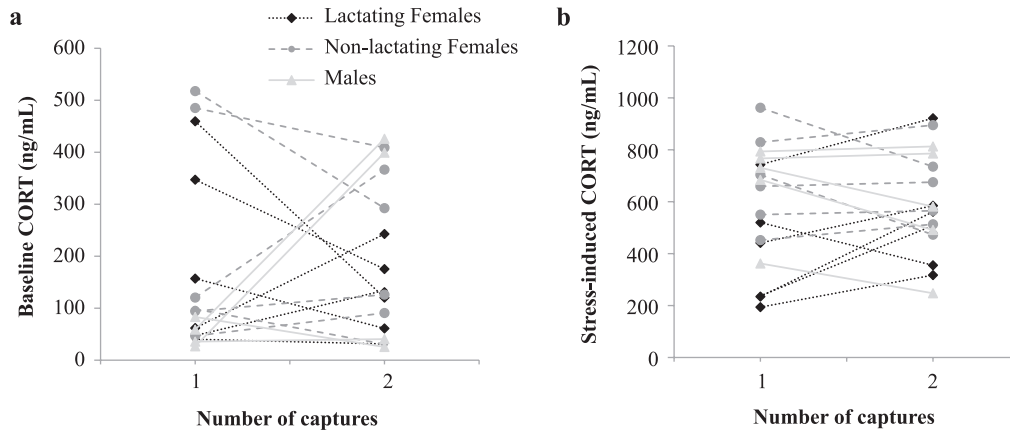 a
Lactating Females
Non-lactating Females
Males
Baseline CORT (ng/mL)
600
500
400
300
200
100
0
1
2
Number of captures
b
Stress-induced CORT (ng/mL)
1200
1000
800
600
400
200
0
1
2
Number of captures